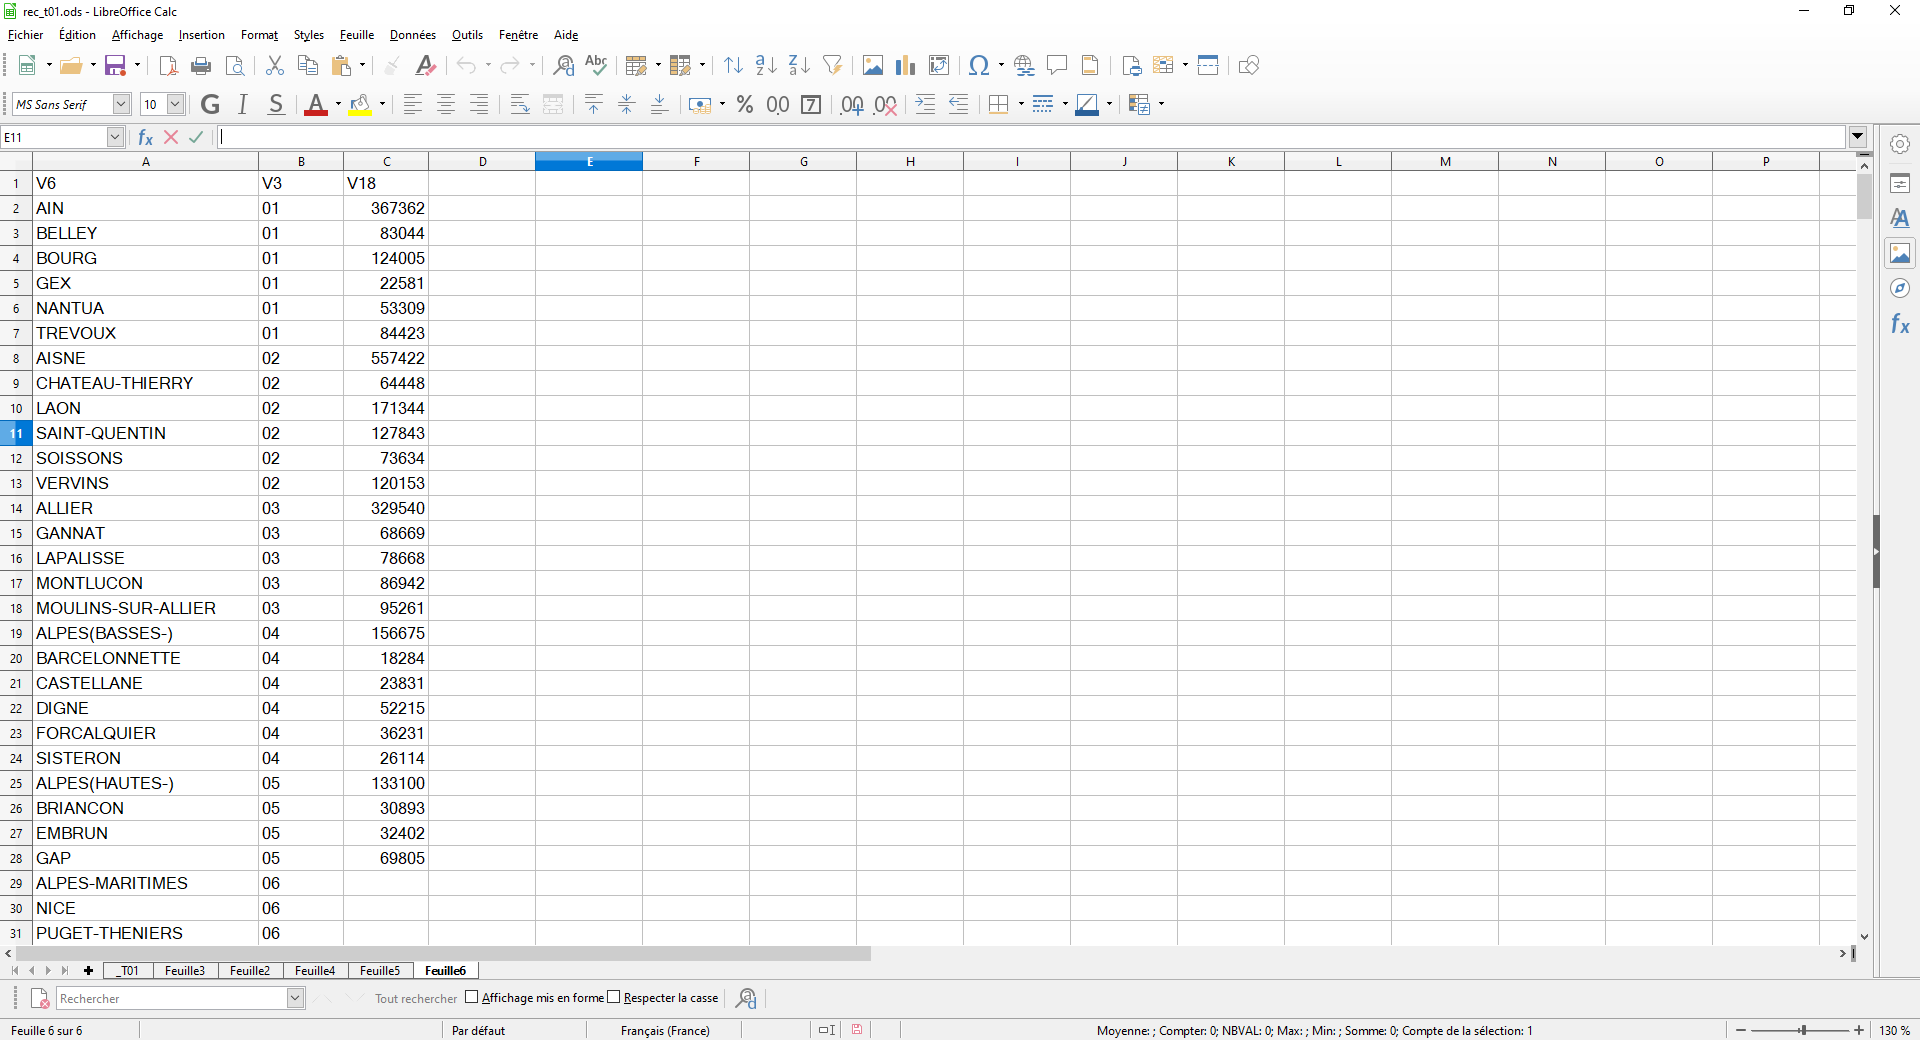 rec_t01.ods - LibreOffice Calc
Fichier Édition Affichage Insertion Format Styles Feuille Données Outils Fenêtre Aide
MS Sans Serif 10 G I S
E11
A B C D E F G H I J K L M N O P
1 V6 V3 V18
2 AIN 01 367362
3 BELLEY 01 83044
4 BOURG 01 124005
5 GEX 01 22581
6 NANTUA 01 53309
7 TREVOUX 01 84423
8 AISNE 02 557422
9 CHATEAU-THIERRY 02 64448
10 LAON 02 171344
11 SAINT-QUENTIN 02 127843
12 SOISSONS 02 73634
13 VERVINS 02 120153
14 ALLIER 03 329540
15 GANNAT 03 68669
16 LAPALISSE 03 78668
17 MONTLUCON 03 86942
18 MOULINS-SUR-ALLIER 03 95261
19 ALPES(BASSES-) 04 156675
20 BARCELONNETTE 04 18284
21 CASTELLANE 04 23831
22 DIGNE 04 52215
23 FORCALQUIER 04 36231
24 SISTERON 04 26114
25 ALPES(HAUTES-) 05 133100
26 BRIANCON 05 30893
27 EMBRUN 05 32402
28 GAP 05 69805
29 ALPES-MARITIMES 06
30 NICE 06
31 PUGET-THENIERS 06
_T01 Feuille3 Feuille2 Feuille4 Feuille5 Feuille6
Rechercher Tout rechercher Affichage mis en forme Respecter la casse
Feuille 6 sur 6 Par défaut Français (France) Moyenne: ; Compter: 0; NBVAL: 0; Max: ; Min: ; Somme: 0; Compte de la sélection: 1 130 %